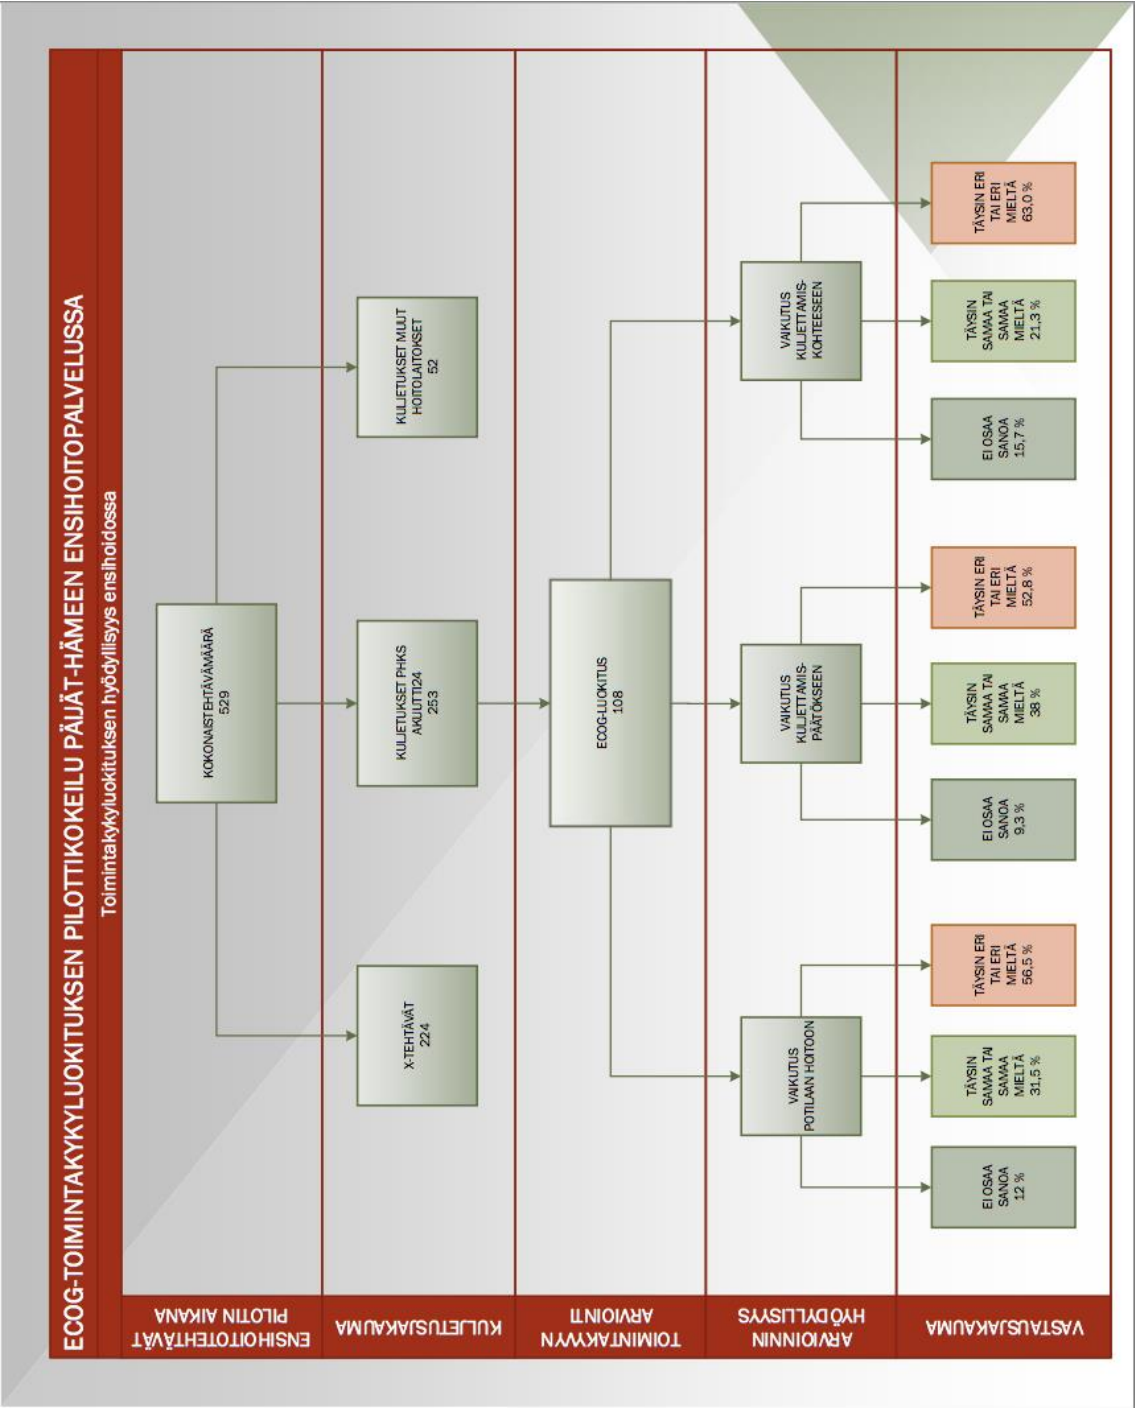 ECOG-TOIMINTAKYKYLUOKITUKSEN PILOTTIKOKEILU PÄIJÄT-HÄMEEN ENSIHOITOPALVELUSSA
Toimintakykyluokituksen hyödyllisyys ensihoidossa
ENSIHOITOTEHTÄVÄT
PILOTIN AIKANA
KOKONAISTEHTÄVÄMÄÄRÄ
529
KULJETUSJAKAUMA
X-TEHTÄVÄT
224
KULJETUKSET PHKS
AKUUTTI24
253
KULJETUKSET MUUT
HOITOLAITOKSET
52
TOIMINTAKYVYN
ARVIOINTI
ECOG-LUOKITUS
108
ARVIOINNIN
HYÖDYLLISYYS
VAIKUTUS
POTILAAN HOITOON
VAIKUTUS
KULJETTAMIS-
PÄÄTÖKSEEN
VAIKUTUS
KULJETTAMIS-
KOHTEESEEN
VASTAUSJAKAUMA
EI OSAA
SANOA
12 %
TÄYSIN
SAMAA TAI
SAMAA
MIELTÄ
31,5 %
TÄYSIN ERI
TAI ERI
MIELTÄ
56,5 %
EI OSAA
SANOA
9,3 %
TÄYSIN
SAMAA TAI
SAMAA
MIELTÄ
38 %
TÄYSIN ERI
TAI ERI
MIELTÄ
52,8 %
EI OSAA
SANOA
15,7 %
TÄYSIN
SAMAA TAI
SAMAA
MIELTÄ
21,3 %
TÄYSIN ERI
TAI ERI
MIELTÄ
63,0 %